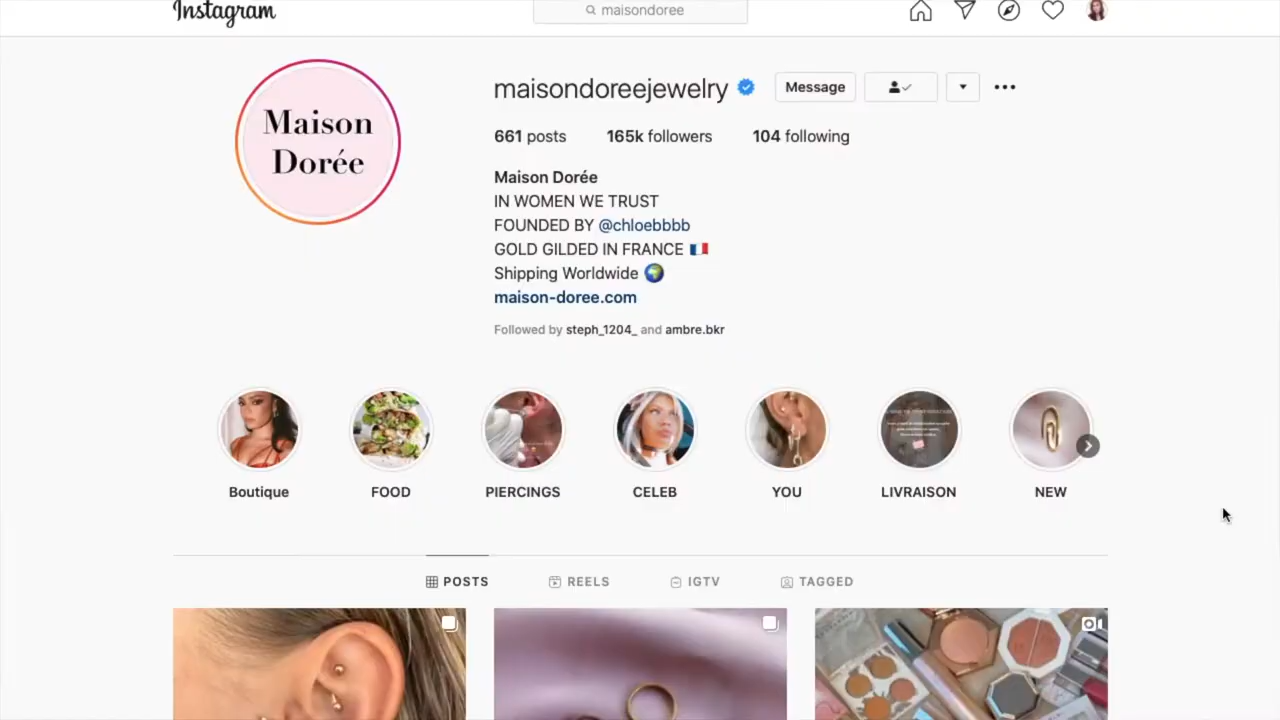 Instagram
maisondoree
Maison
Dorée
maisondoreejewelry
Message
661 posts 165k followers 104 following
Maison Dorée
IN WOMEN WE TRUST
FOUNDED BY @chloebbbb
GOLD GILDED IN FRANCE 🇫🇷
Shipping Worldwide 🌍
maison-doree.com
Followed by steph_1204_ and ambre.bkr
Boutique FOOD PIERCINGS CELEB YOU LIVRAISON NEW
POSTS REELS IGTV TAGGED